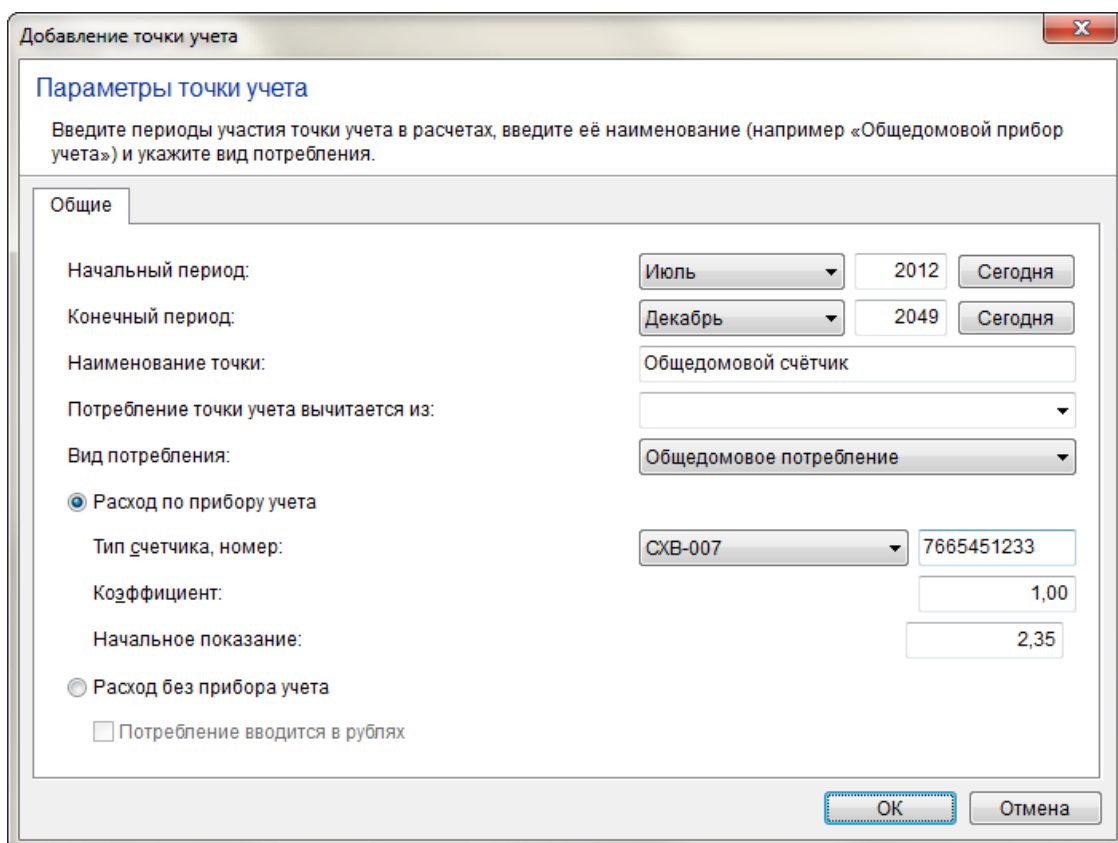 Добавление точки учета
Параметры точки учета
Введите периоды участия точки учета в расчетах, введите её наименование (например «Общедомовой прибор
учета») и укажите вид потребления.
Общие
Начальный период: Июль 2012 Сегодня
Конечный период: Декабрь 2049 Сегодня
Наименование точки: Общедомовой счётчик
Потребление точки учета вычитается из:
Вид потребления: Общедомовое потребление
Расход по прибору учета
Тип счетчика, номер: СХВ-007 7665451233
Коэффициент: 1,00
Начальное показание: 2,35
Расход без прибора учета
Потребление вводится в рублях
ОК Отмена